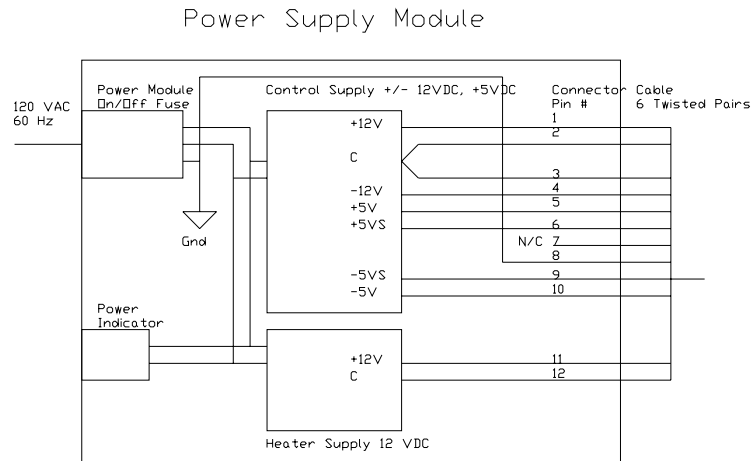 Power Supply Module
Power Module
On/Off Fuse
Control Supply +/- 12VDC, +5VDC
Connector Cable
Pin #
6 Twisted Pairs
120 VAC
60 Hz
+12V
C
-12V
+5V
+5VS
-5VS
-5V
1
2
3
4
5
6
N/C 7
8
9
10
Gnd
Power
Indicator
+12V
C
11
12
Heater Supply 12 VDC